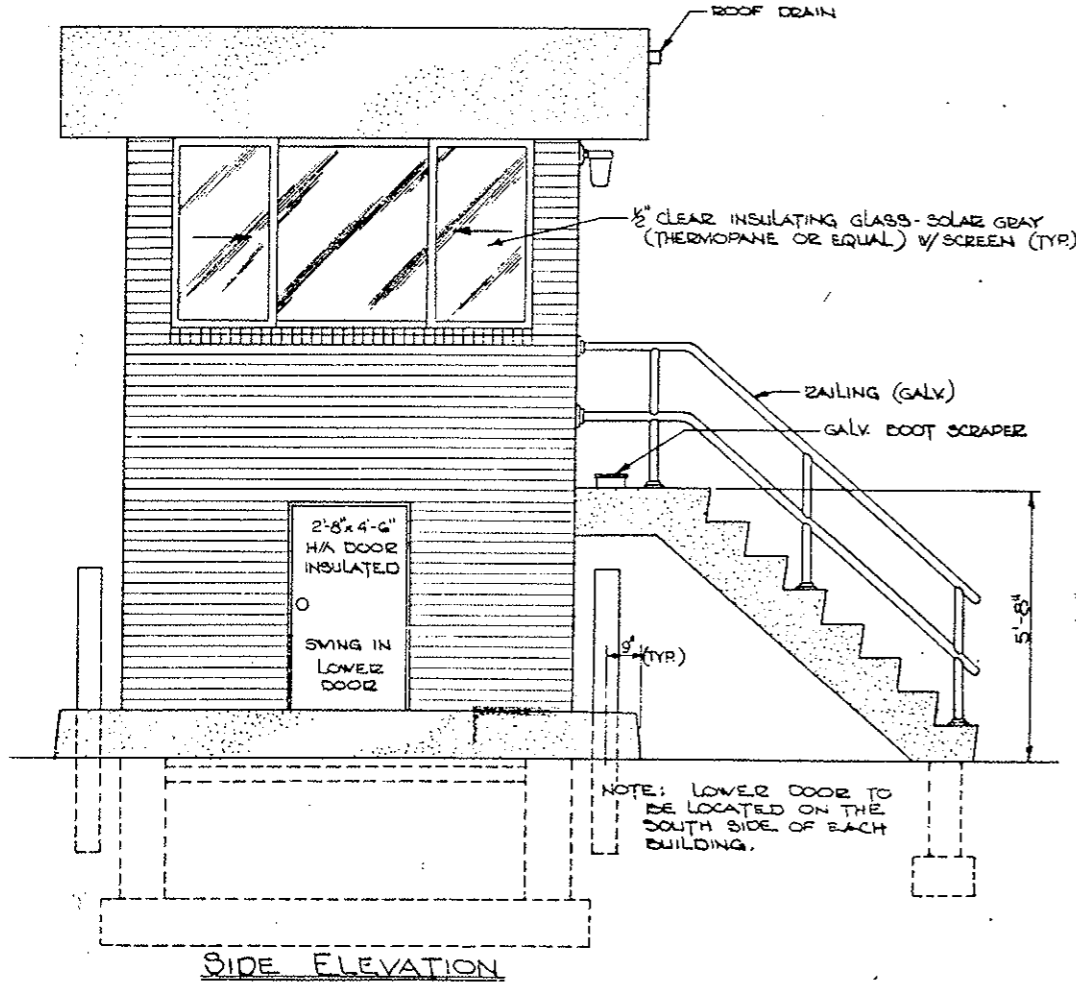 ROOF DRAIN
1/2" CLEAR INSULATING GLASS - SOLAR GRAY
(THERMOPANE OR EQUAL) W/ SCREEN (TYP.)
RAILING (GALV.)
GALV. BOOT SCRAPER
2'-8" x 4'-6"
H/A DOOR
INSULATED
SWING IN
LOWER
DOOR
9"
(TYP.)
5'-8"
NOTE: LOWER DOOR TO
BE LOCATED ON THE
SOUTH SIDE OF EACH
BUILDING.
SIDE ELEVATION